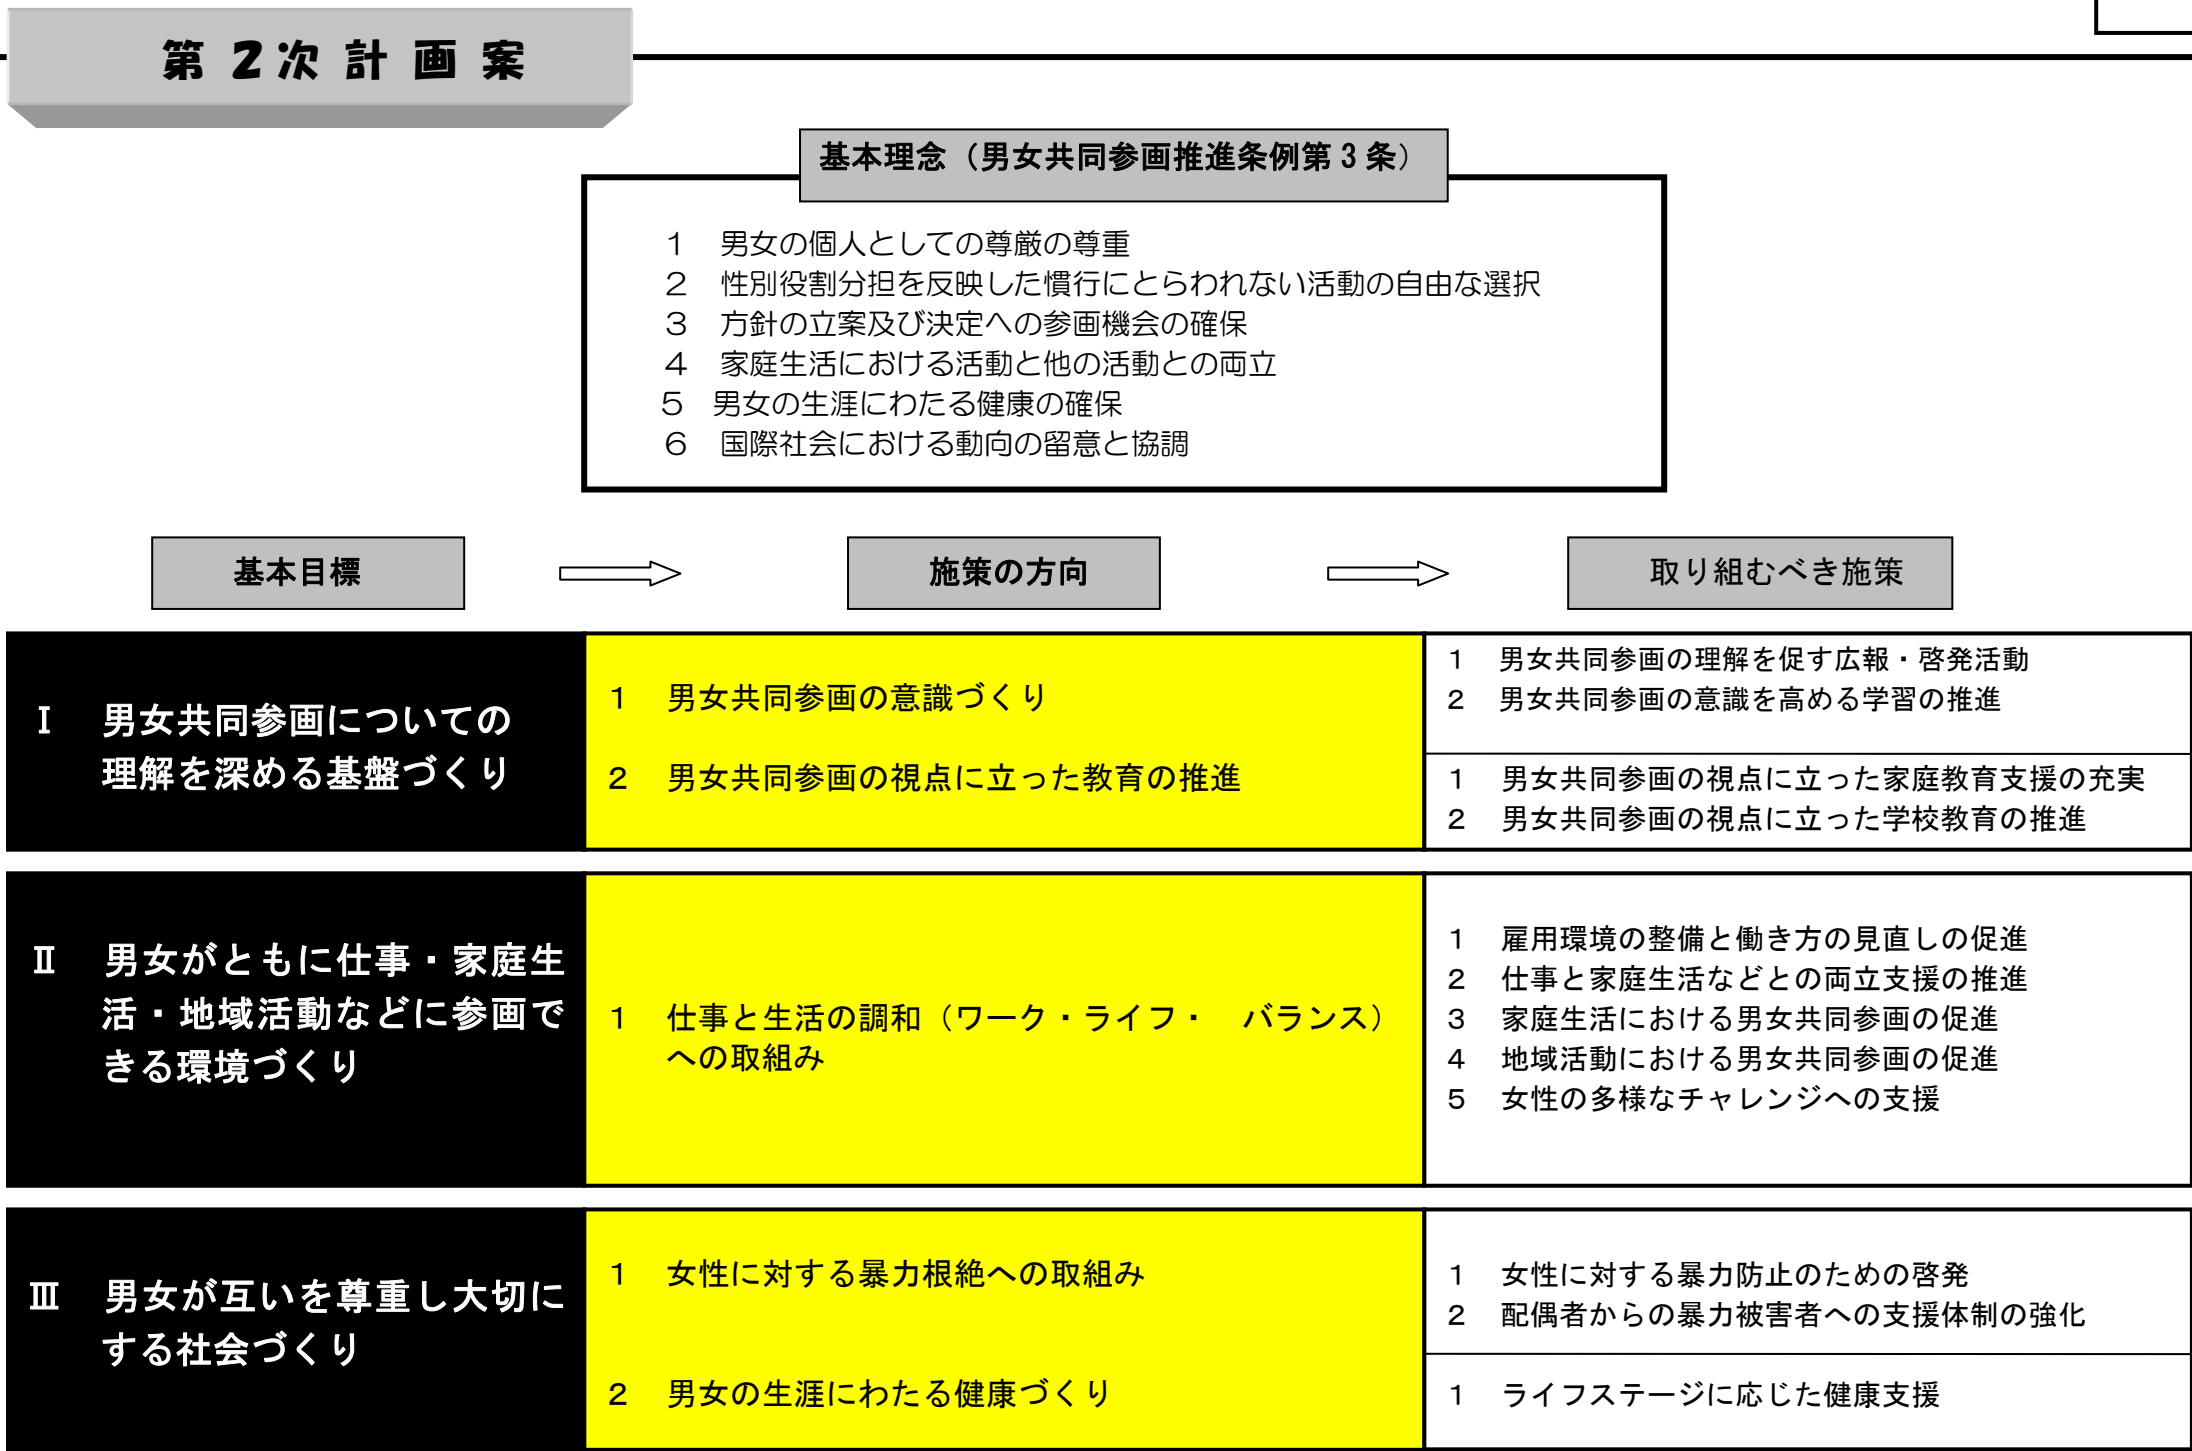 第２次計画案
基本理念（男女共同参画推進条例第３条）
１　男女の個人としての尊厳の尊重
２　性別役割分担を反映した慣行にとらわれない活動の自由な選択
３　方針の立案及び決定への参画機会の確保
４　家庭生活における活動と他の活動との両立
５　男女の生涯にわたる健康の確保
６　国際社会における動向の留意と協調
基本目標
施策の方向
取り組むべき施策
Ⅰ　男女共同参画についての
理解を深める基盤づくり
１　男女共同参画の意識づくり
２　男女共同参画の視点に立った教育の推進
１　男女共同参画の理解を促す広報・啓発活動
２　男女共同参画の意識を高める学習の推進
１　男女共同参画の視点に立った家庭教育支援の充実
２　男女共同参画の視点に立った学校教育の推進
Ⅱ　男女がともに仕事・家庭生
活・地域活動などに参画で
きる環境づくり
１　仕事と生活の調和（ワーク・ライフ・　バランス）
への取組み
１　雇用環境の整備と働き方の見直しの促進
２　仕事と家庭生活などとの両立支援の推進
３　家庭生活における男女共同参画の促進
４　地域活動における男女共同参画の促進
５　女性の多様なチャレンジへの支援
Ⅲ　男女が互いを尊重し大切に
する社会づくり
１　女性に対する暴力根絶への取組み
２　男女の生涯にわたる健康づくり
１　女性に対する暴力防止のための啓発
２　配偶者からの暴力被害者への支援体制の強化
１　ライフステージに応じた健康支援